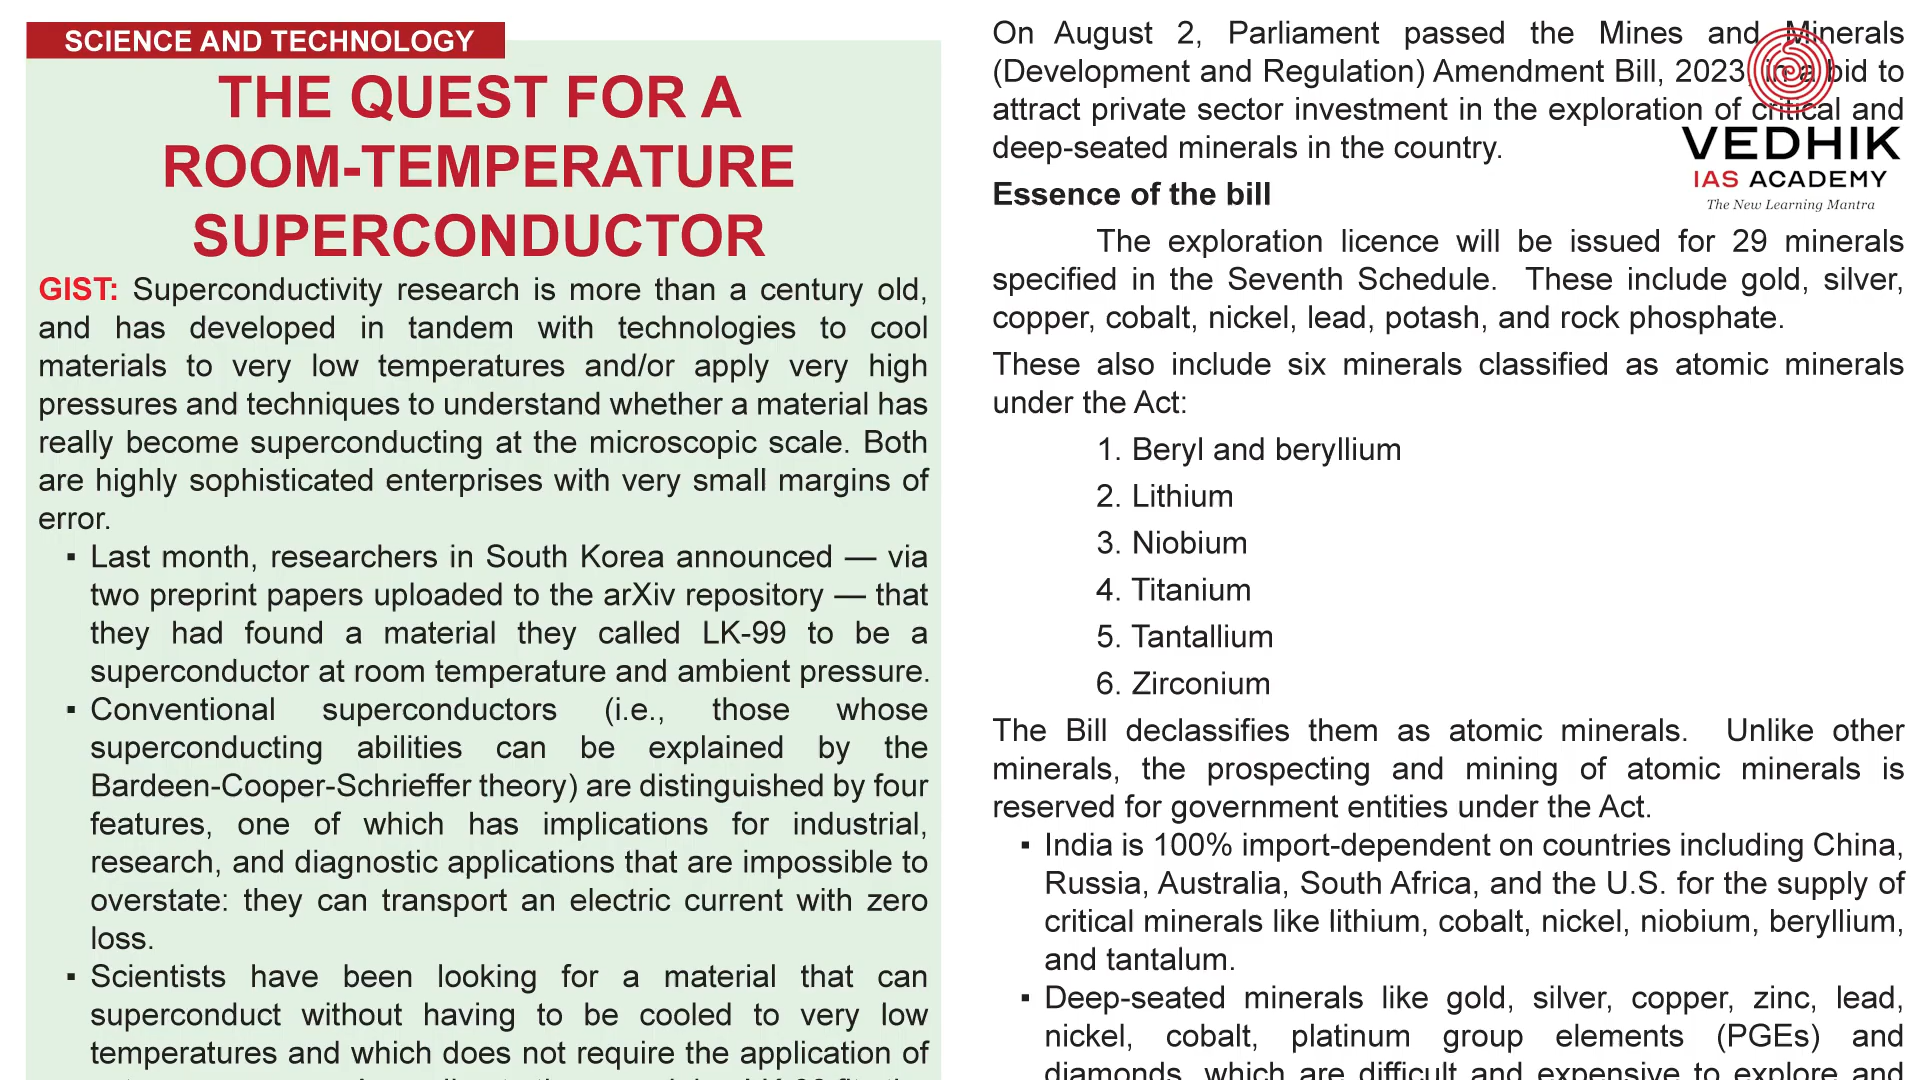 SCIENCE AND TECHNOLOGY
THE QUEST FOR A
ROOM-TEMPERATURE
SUPERCONDUCTOR
GIST: Superconductivity research is more than a century old,
and has developed in tandem with technologies to cool
materials to very low temperatures and/or apply very high
pressures and techniques to understand whether a material has
really become superconducting at the microscopic scale. Both
are highly sophisticated enterprises with very small margins of
error.
▪ Last month, researchers in South Korea announced — via
two preprint papers uploaded to the arXiv repository — that
they had found a material they called LK-99 to be a
superconductor at room temperature and ambient pressure.
▪ Conventional superconductors (i.e., those whose
superconducting abilities can be explained by the
Bardeen-Cooper-Schrieffer theory) are distinguished by four
features, one of which has implications for industrial,
research, and diagnostic applications that are impossible to
overstate: they can transport an electric current with zero
loss.
▪ Scientists have been looking for a material that can
superconduct without having to be cooled to very low
temperatures and which does not require the application of
On August 2, Parliament passed the Mines and Minerals
(Development and Regulation) Amendment Bill, 2023, in a bid to
attract private sector investment in the exploration of critical and
deep-seated minerals in the country.
VEDHIK
IAS ACADEMY
The New Learning Mantra
Essence of the bill
The exploration licence will be issued for 29 minerals
specified in the Seventh Schedule. These include gold, silver,
copper, cobalt, nickel, lead, potash, and rock phosphate.
These also include six minerals classified as atomic minerals
under the Act:
1. Beryl and beryllium
2. Lithium
3. Niobium
4. Titanium
5. Tantallium
6. Zirconium
The Bill declassifies them as atomic minerals. Unlike other
minerals, the prospecting and mining of atomic minerals is
reserved for government entities under the Act.
▪ India is 100% import-dependent on countries including China,
Russia, Australia, South Africa, and the U.S. for the supply of
critical minerals like lithium, cobalt, nickel, niobium, beryllium,
and tantalum.
▪ Deep-seated minerals like gold, silver, copper, zinc, lead,
nickel, cobalt, platinum group elements (PGEs) and
diamonds, which are difficult and expensive to explore and